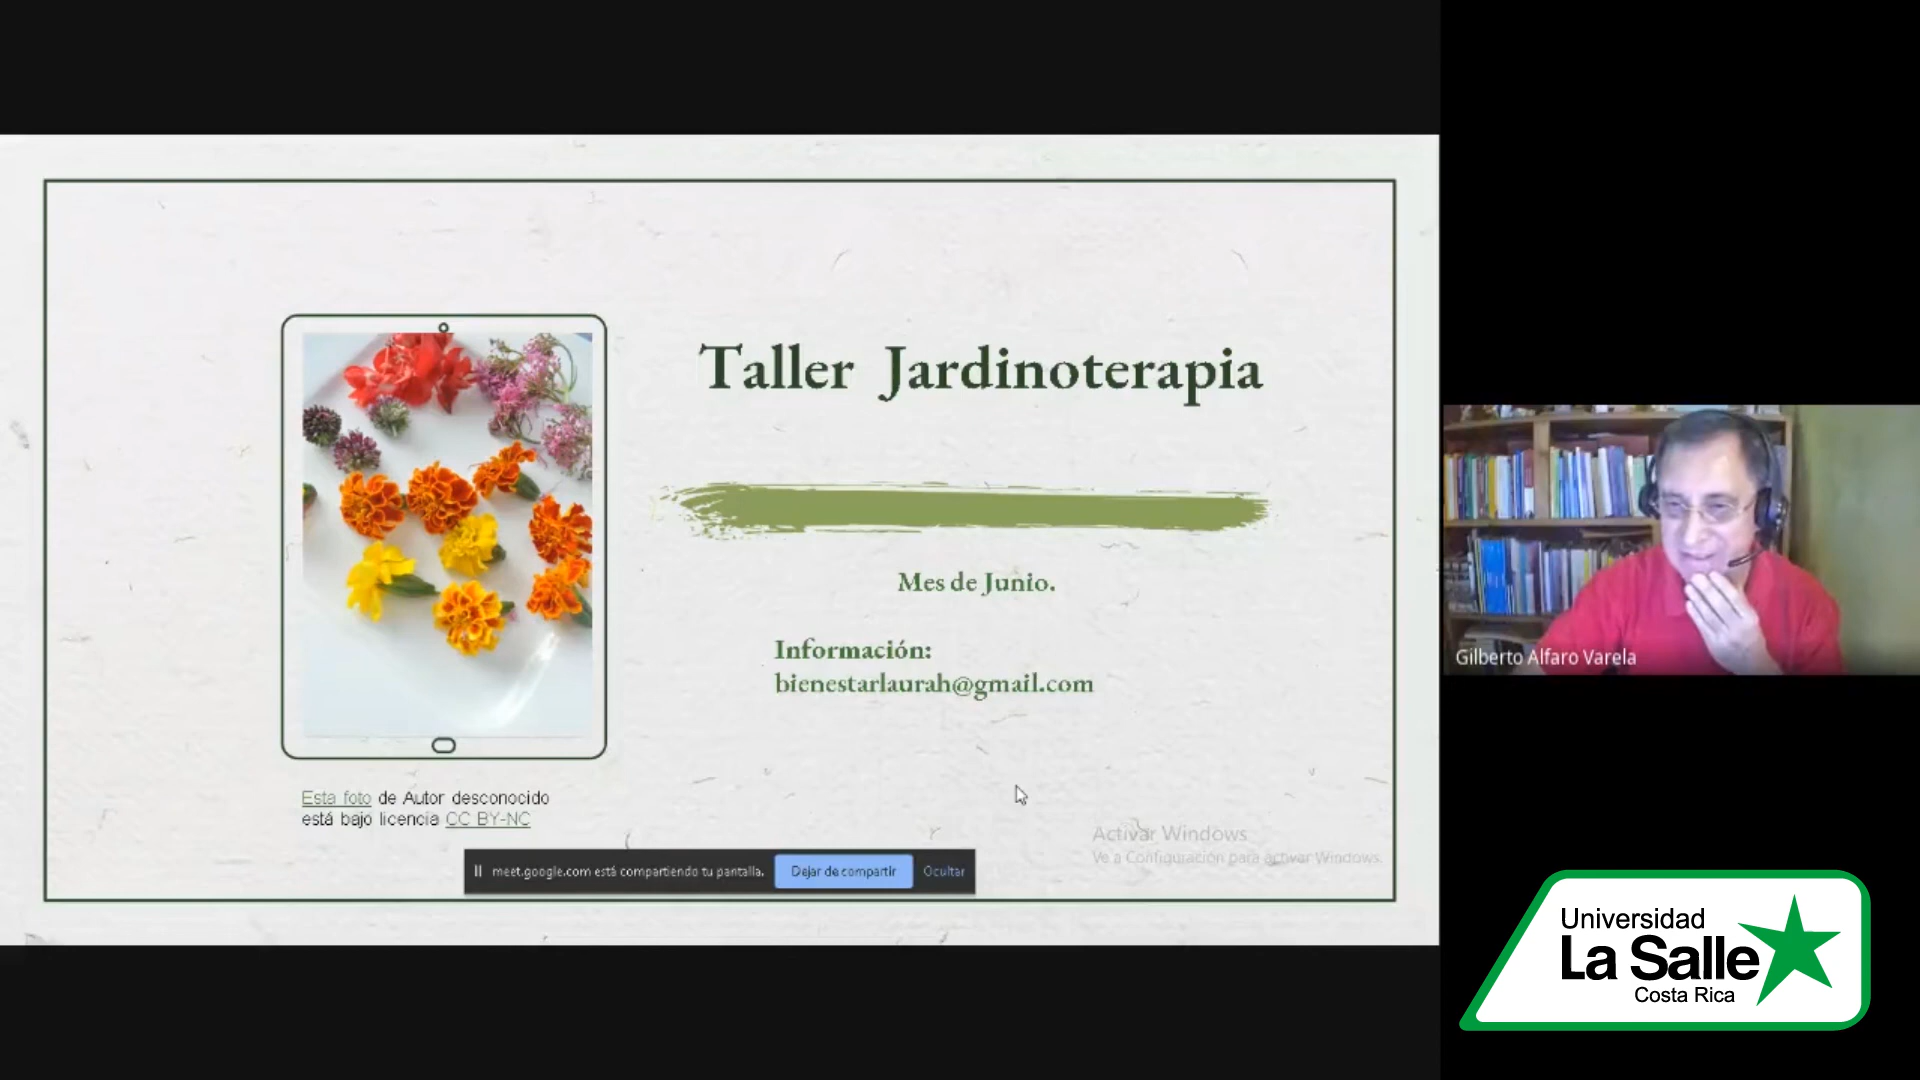 Taller Jardinoterapia
Mes de Junio.
Información:
bienestarlaurah@gmail.com
Esta foto de Autor desconocido
está bajo licencia CC BY-NC
Activar Windows
Ve a Configuración para activar Windows.
meet.google.com está compartiendo tu pantalla.
Dejar de compartir
Ocultar
Gilberto Alfaro Varela
Universidad
La Salle
Costa Rica